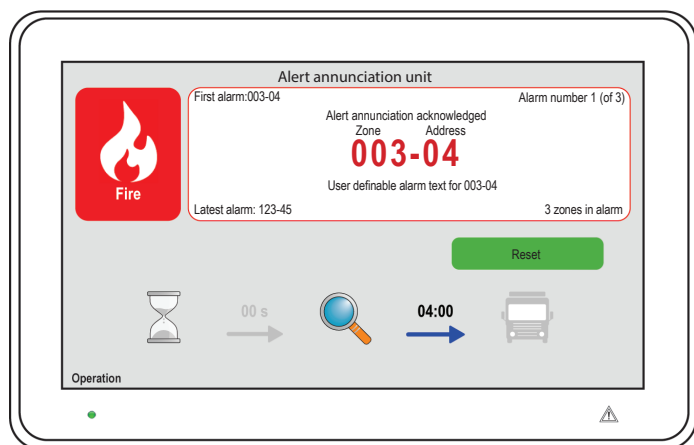 Alert annunciation unit
First alarm:003-04
Alarm number 1 (of 3)
Alert annunciation acknowledged
Zone Address
003-04
Fire
User definable alarm text for 003-04
Latest alarm: 123-45
3 zones in alarm
Reset
00 s
04:00
Operation